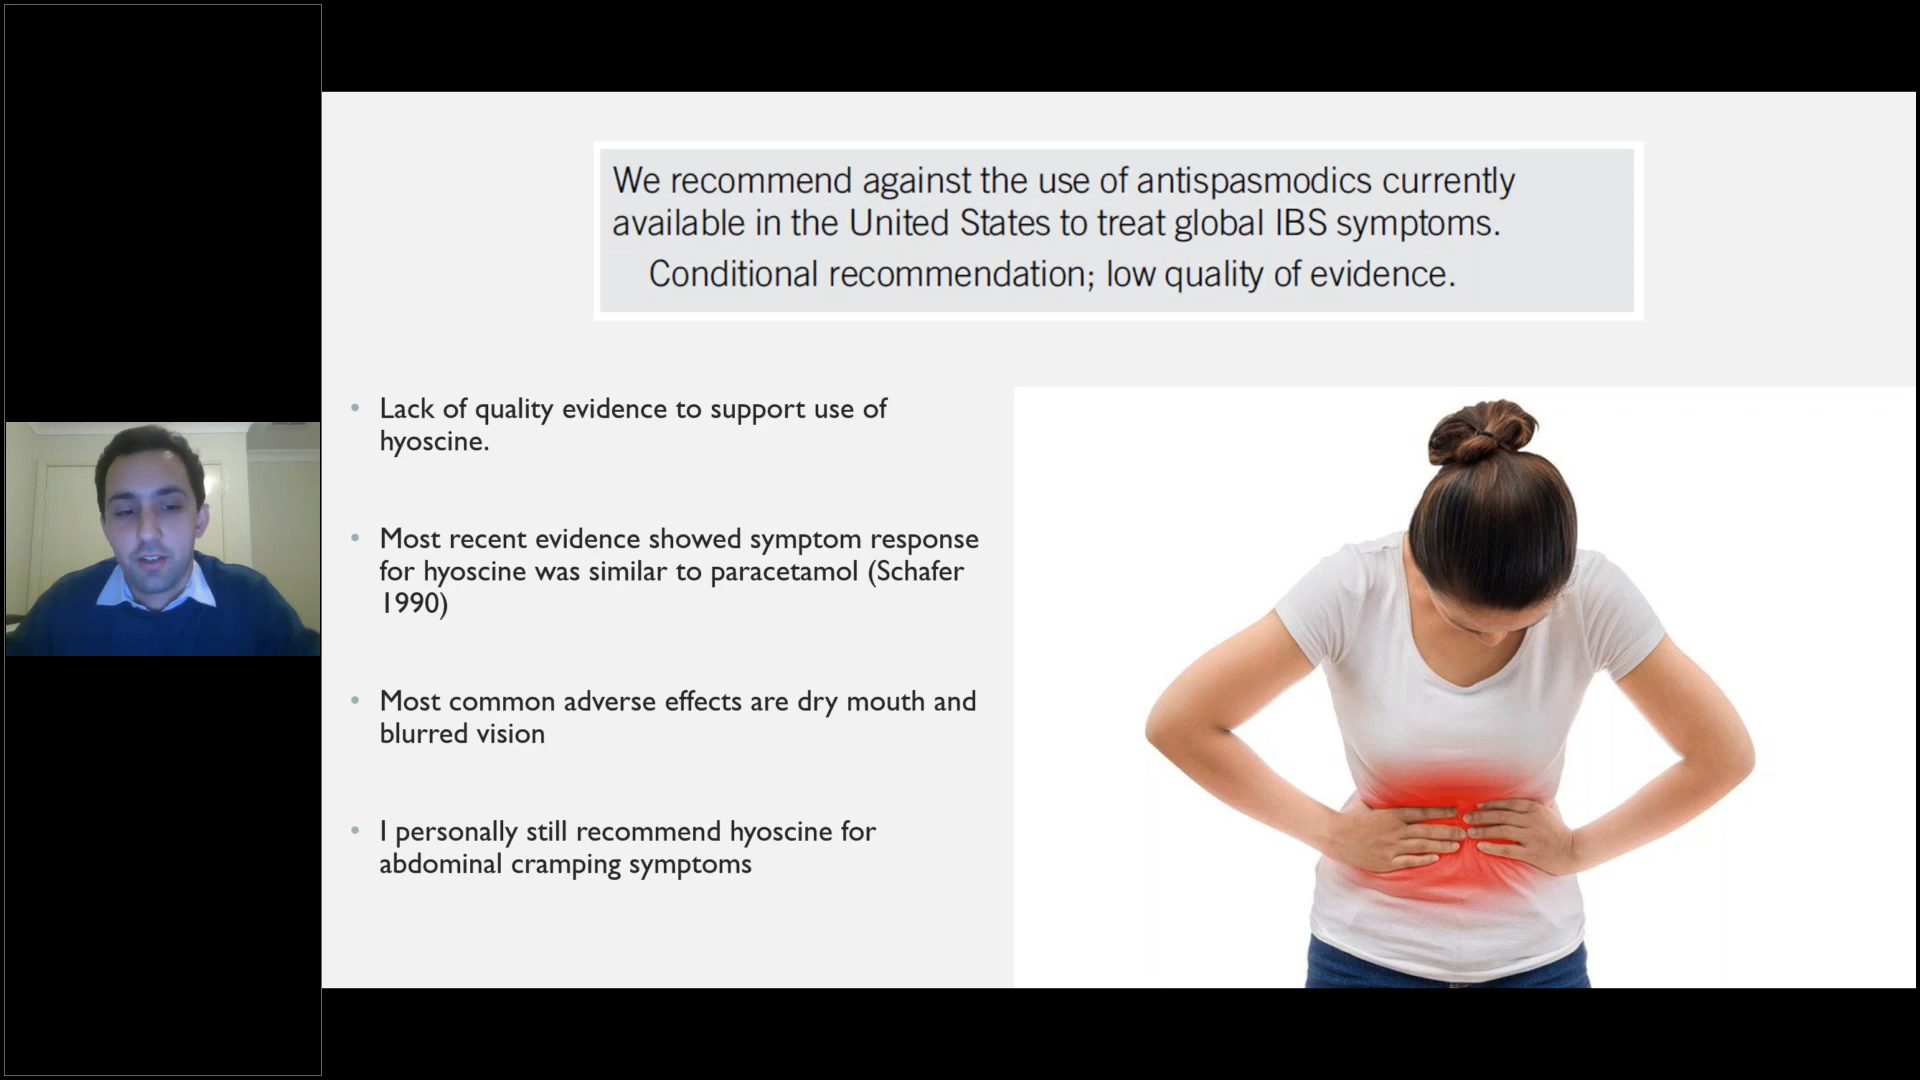 We recommend against the use of antispasmodics currently
available in the United States to treat global IBS symptoms.
Conditional recommendation; low quality of evidence.
• Lack of quality evidence to support use of
hyoscine.
• Most recent evidence showed symptom response
for hyoscine was similar to paracetamol (Schafer
1990)
• Most common adverse effects are dry mouth and
blurred vision
• I personally still recommend hyoscine for
abdominal cramping symptoms